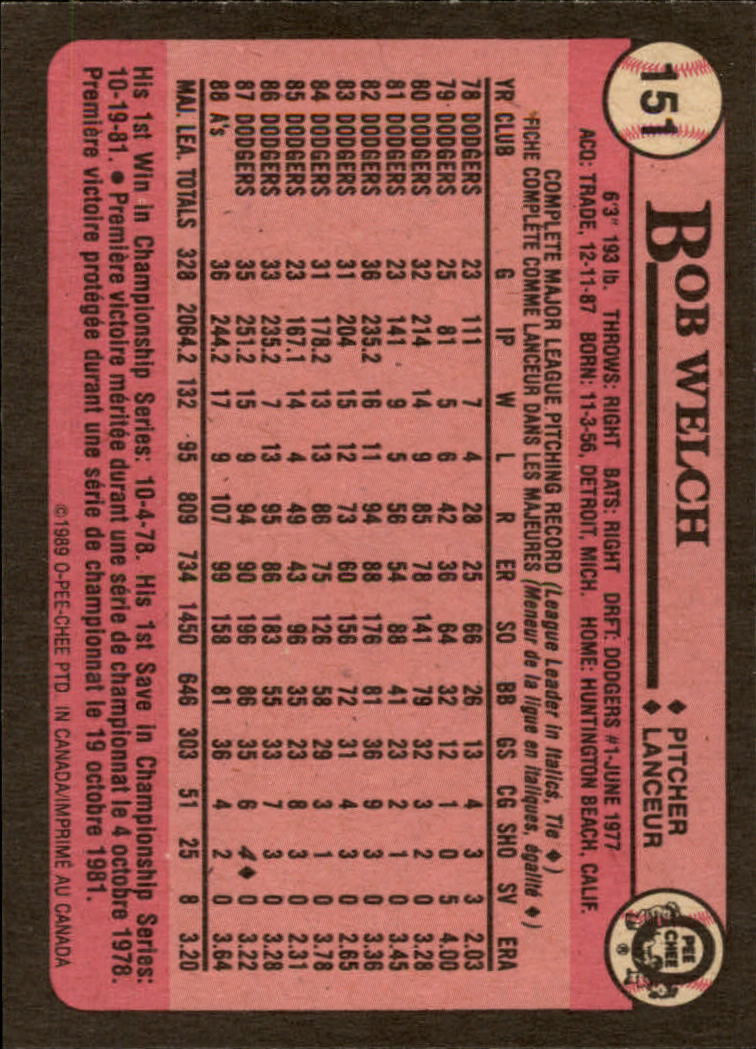 151
BOB WELCH
♦ PITCHER
♦ LANCEUR
O PEE CHEE ®
6'3" 193 lb. THROWS: RIGHT BATS: RIGHT DRFT: DODGERS #1-JUNE 1977
ACQ: TRADE, 12-11-87 BORN: 11-3-56, DETROIT, MICH. HOME: HUNTINGTON BEACH, CALIF.
COMPLETE MAJOR LEAGUE PITCHING RECORD (League Leader in Italics, Tie ♦)
FICHE COMPLÈTE COMME LANCEUR DANS LES MAJEURES (Meneur de la ligue en italiques, égalité ♦)
YR CLUB G IP W L R ER SO BB GS CG SHO SV ERA
78 DODGERS 23 111 7 4 28 25 66 26 13 4 3 3 2.03
79 DODGERS 25 81 5 6 42 36 64 32 12 1 0 5 4.00
80 DODGERS 32 214 14 9 85 78 141 79 32 3 2 0 3.28
81 DODGERS 23 141 9 5 56 54 88 41 23 2 1 0 3.45
82 DODGERS 36 235.2 16 11 94 88 176 81 36 9 3 0 3.36
83 DODGERS 31 204 15 12 73 60 156 72 31 4 3 0 2.65
84 DODGERS 31 178.2 13 13 86 75 126 58 29 3 1 0 3.78
85 DODGERS 23 167.1 14 4 49 43 96 35 23 8 3 0 2.31
86 DODGERS 33 235.2 7 13 95 86 183 55 33 7 3 0 3.28
87 DODGERS 35 251.2 15 9 94 90 196 86 35 6 4♦ 0 3.22
88 A's 36 244.2 17 9 107 99 158 81 36 4 2 0 3.64
MAJ. LEA. TOTALS 328 2064.2 132 95 809 734 1450 646 303 51 25 8 3.20
His 1st Win in Championship Series: 10-4-78. His 1st Save in Championship Series:
10-19-81. ● Première victoire méritée durant une série de championnat le 4 octobre 1978.
Première victoire protégée durant une série de championnat le 19 octobre 1981.
©1989 O-PEE-CHEE PTD. IN CANADA/IMPRIMÉ AU CANADA